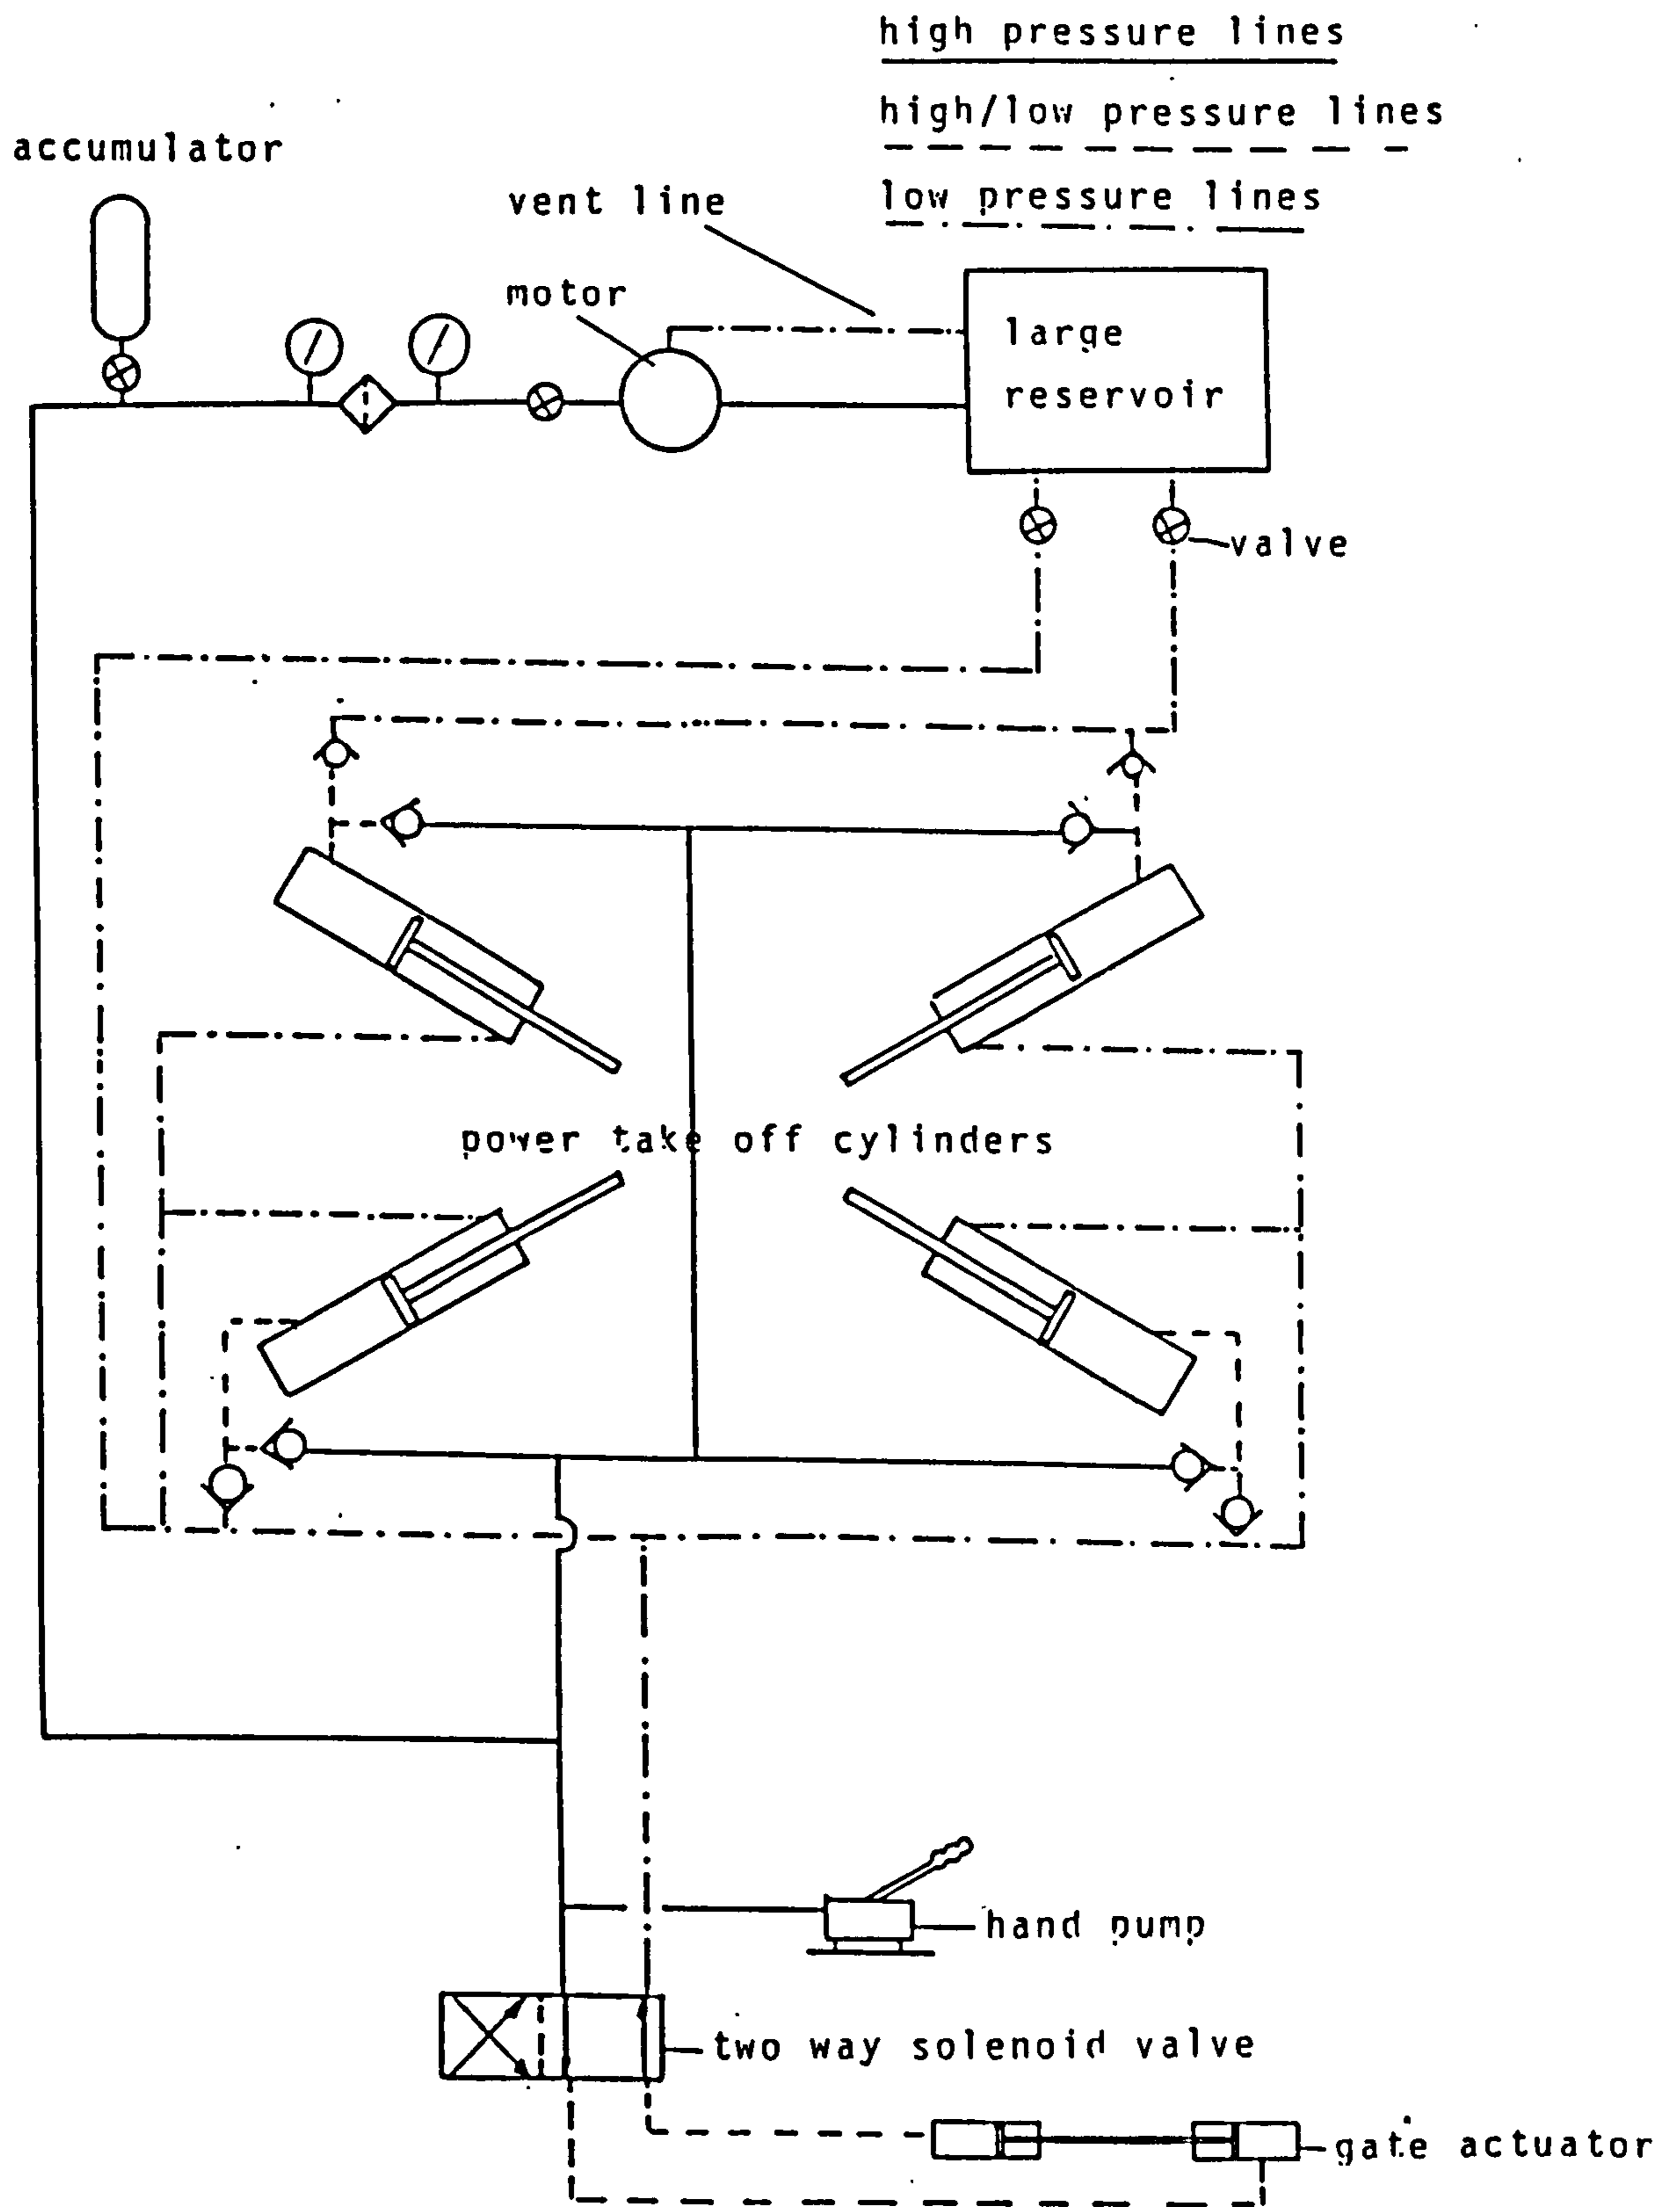 high pressure lines
high/low pressure lines
low pressure lines
accumulator
vent line
motor
large
reservoir
valve
power take off cylinders
hand pump
two way solenoid valve
gate actuator